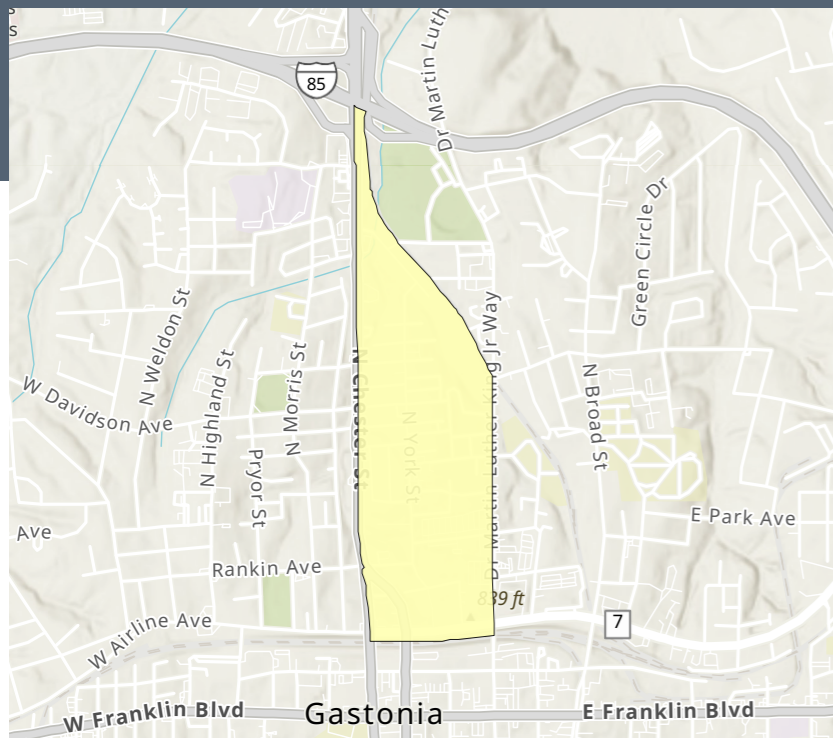 s
s
85
Dr Martin Luth
Green Circle Dr
N Weldon St
Dr Martin Luther King Jr Way
N Chester St
N Highland St
N Morris St
W Davidson Ave
N York St
N Broad St
Pryor St
E Park Ave
Ave
Rankin Ave
839 ft
7
W Airline Ave
W Franklin Blvd
Gastonia
E Franklin Blvd